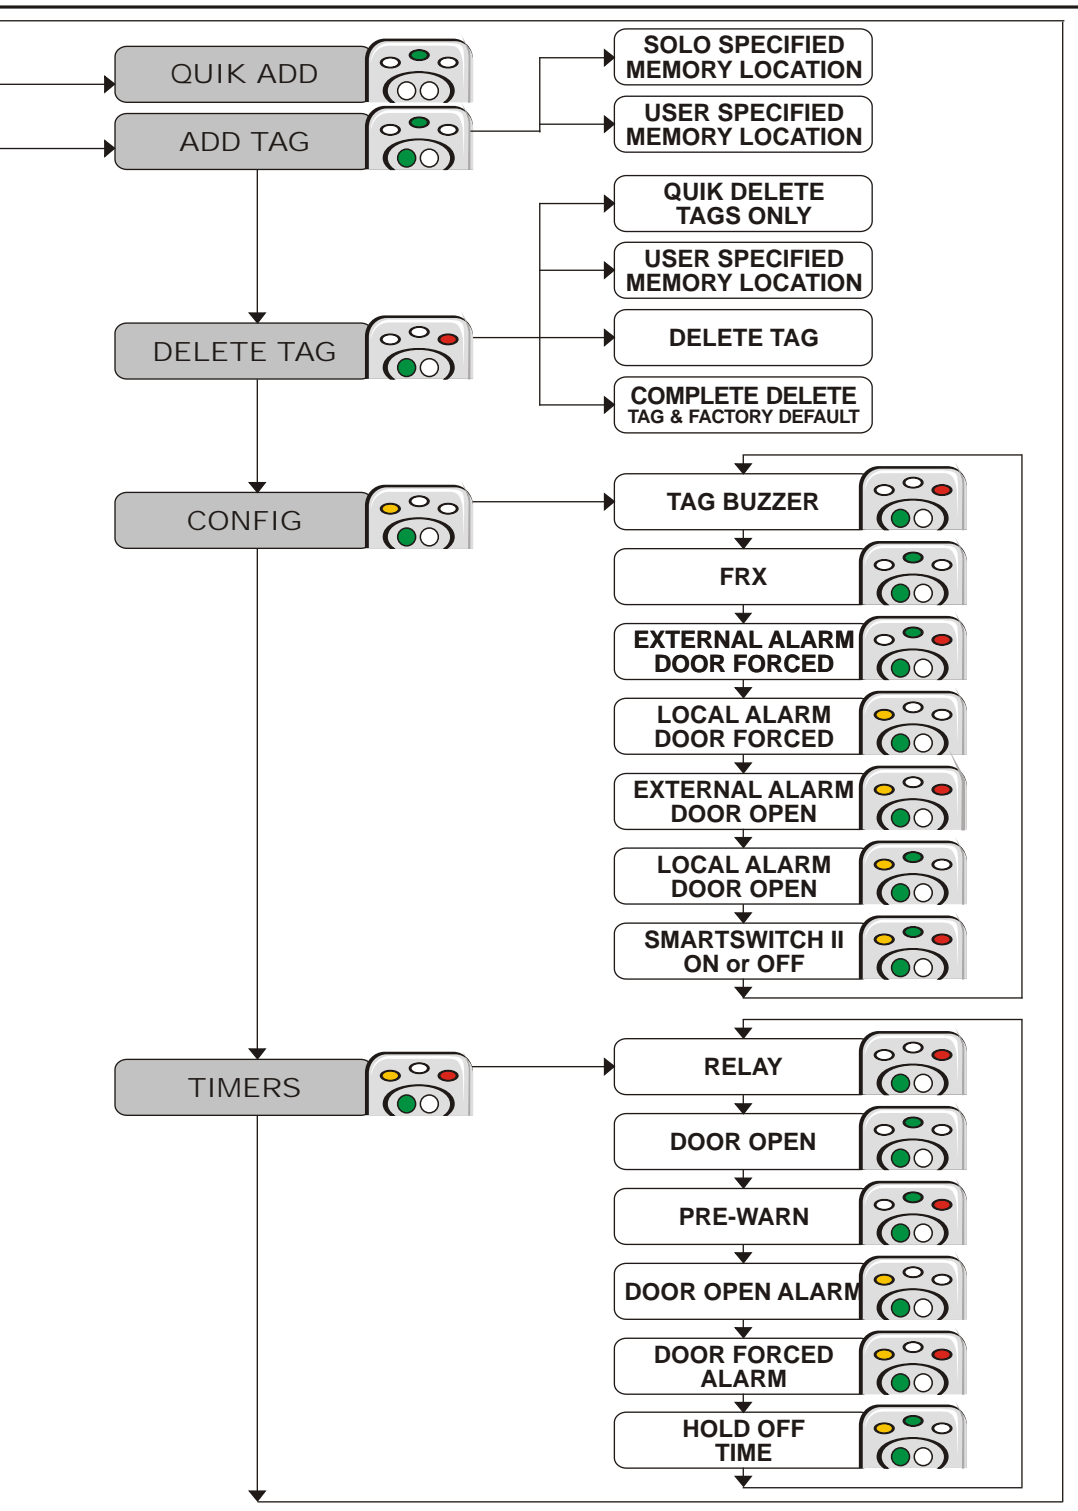 QUIK ADD
SOLO SPECIFIED
MEMORY LOCATION
ADD TAG
USER SPECIFIED
MEMORY LOCATION
QUIK DELETE
TAGS ONLY
USER SPECIFIED
MEMORY LOCATION
DELETE TAG
DELETE TAG
COMPLETE DELETE
TAG & FACTORY DEFAULT
CONFIG
TAG BUZZER
FRX
EXTERNAL ALARM
DOOR FORCED
LOCAL ALARM
DOOR FORCED
EXTERNAL ALARM
DOOR OPEN
LOCAL ALARM
DOOR OPEN
SMARTSWITCH II
ON or OFF
TIMERS
RELAY
DOOR OPEN
PRE-WARN
DOOR OPEN ALARM
DOOR FORCED
ALARM
HOLD OFF
TIME